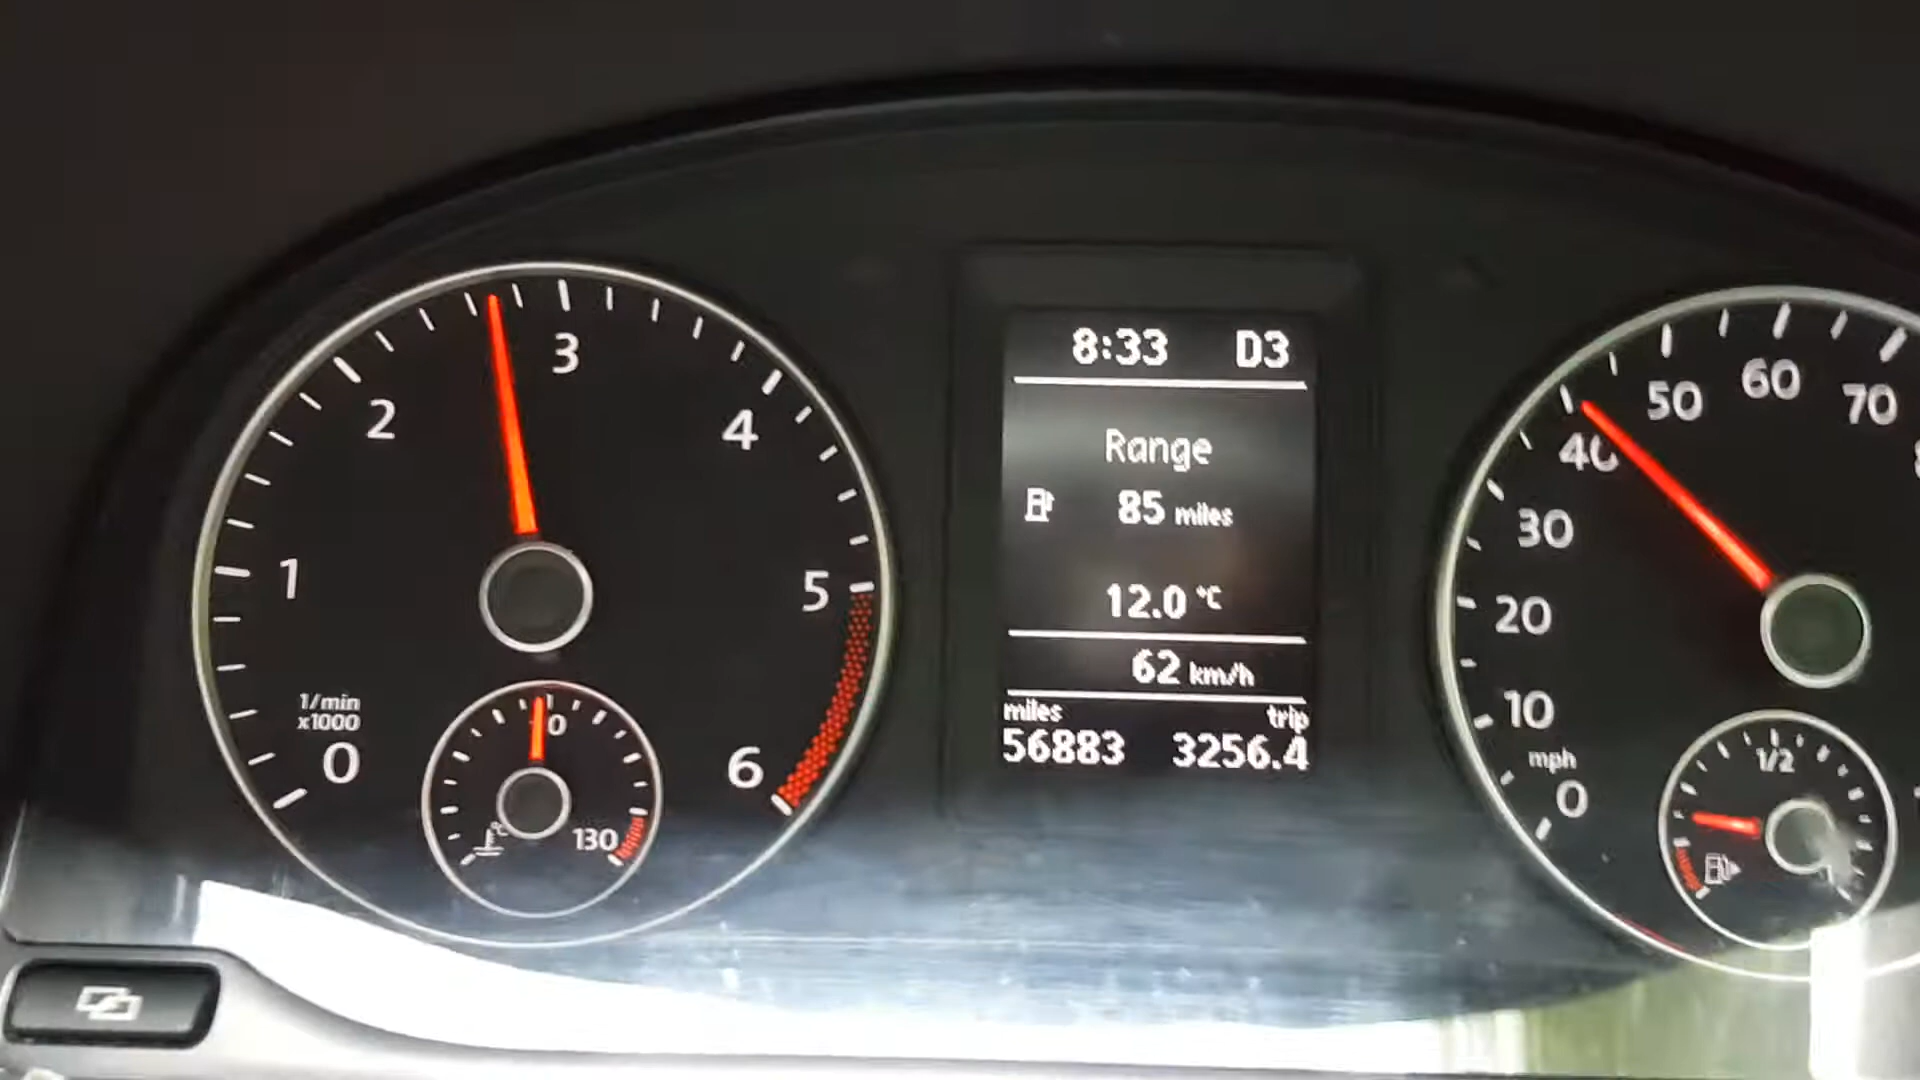 8:33 D3
Range
85 miles
12.0 °C
62 km/h
miles trip
56883 3256.4
0
1
2
3
4
5
6
1/min
x1000
130
°C
0
10
20
30
40
50
60
70
mph
1/2